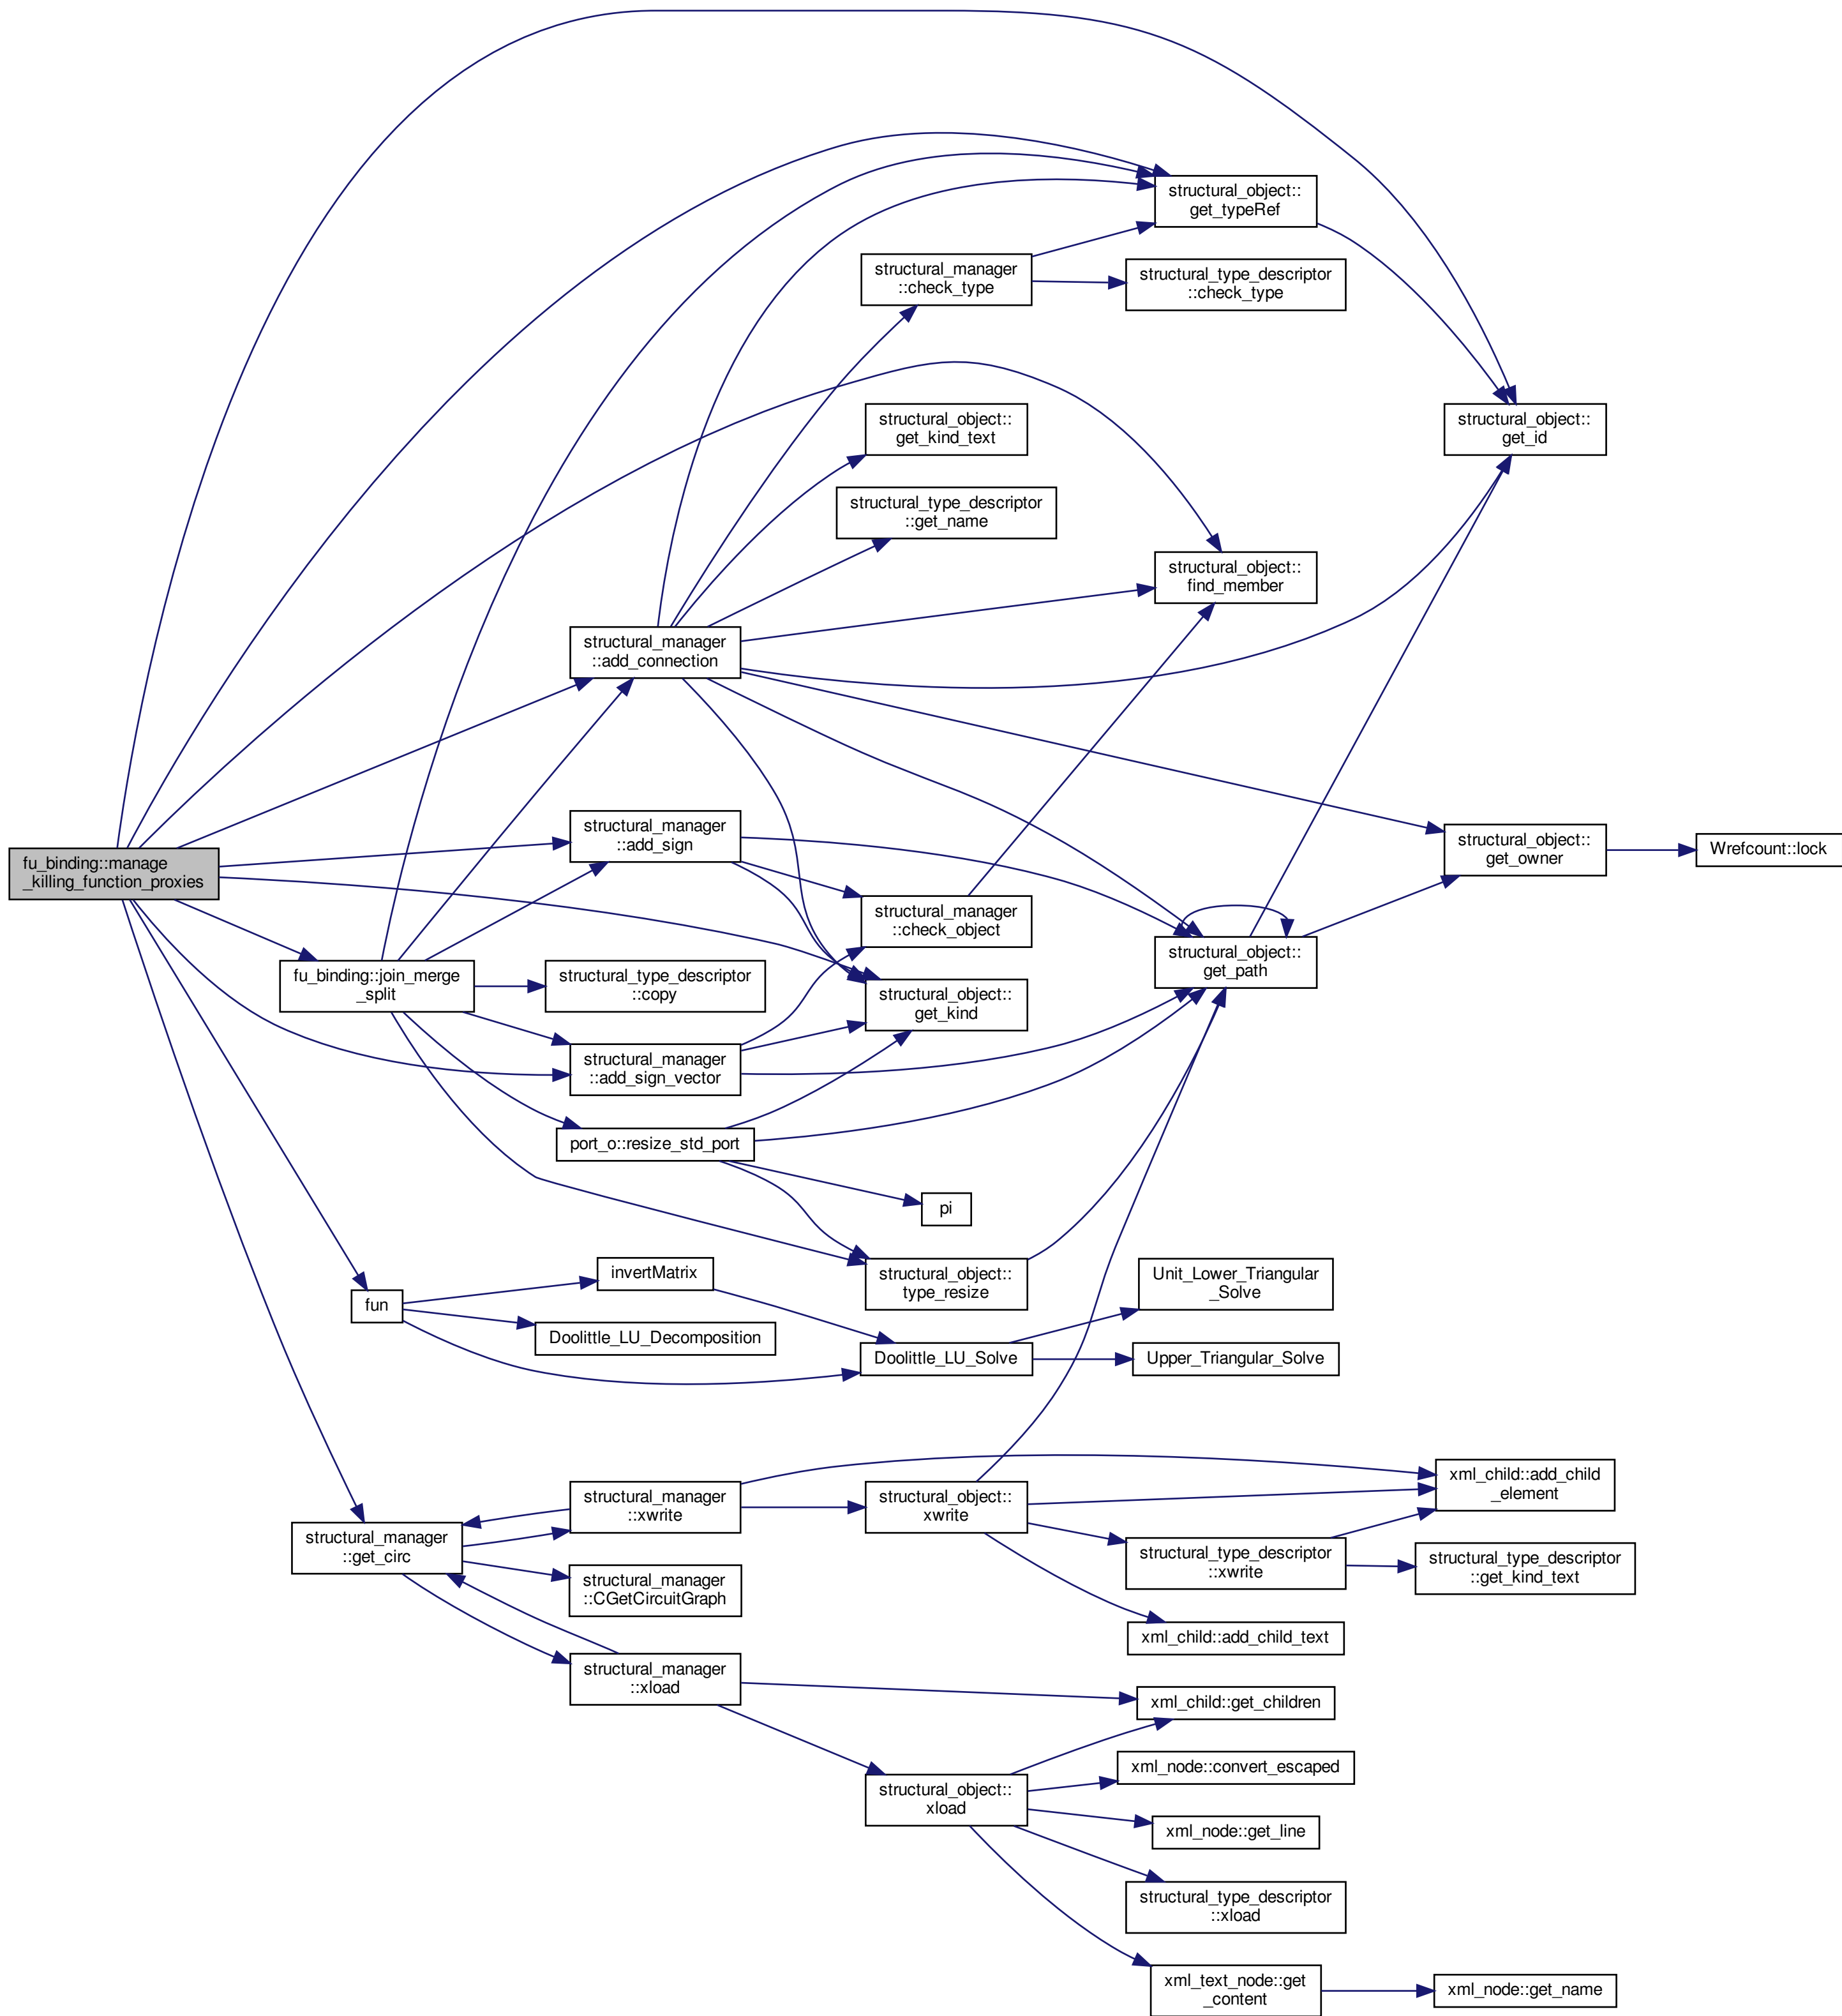 structural_object::
get_typeRef
structural_manager
::check_type
structural_type_descriptor
::check_type
structural_object::
get_kind_text
structural_object::
get_id
structural_type_descriptor
::get_name
structural_object::
find_member
structural_manager
::add_connection
structural_manager
::add_sign
structural_object::
get_owner
Wrefcount::lock
fu_binding::manage
_killing_function_proxies
structural_manager
::check_object
structural_object::
get_path
fu_binding::join_merge
_split
structural_type_descriptor
::copy
structural_object::
get_kind
structural_manager
::add_sign_vector
port_o::resize_std_port
pi
structural_object::
type_resize
invertMatrix
Unit_Lower_Triangular
_Solve
fun
Doolittle_LU_Decomposition
Doolittle_LU_Solve
Upper_Triangular_Solve
xml_child::add_child
_element
structural_manager
::xwrite
structural_object::
xwrite
structural_manager
::get_circ
structural_type_descriptor
::xwrite
structural_type_descriptor
::get_kind_text
structural_manager
::CGetCircuitGraph
xml_child::add_child_text
structural_manager
::xload
xml_child::get_children
xml_node::convert_escaped
structural_object::
xload
xml_node::get_line
structural_type_descriptor
::xload
xml_text_node::get
_content
xml_node::get_name